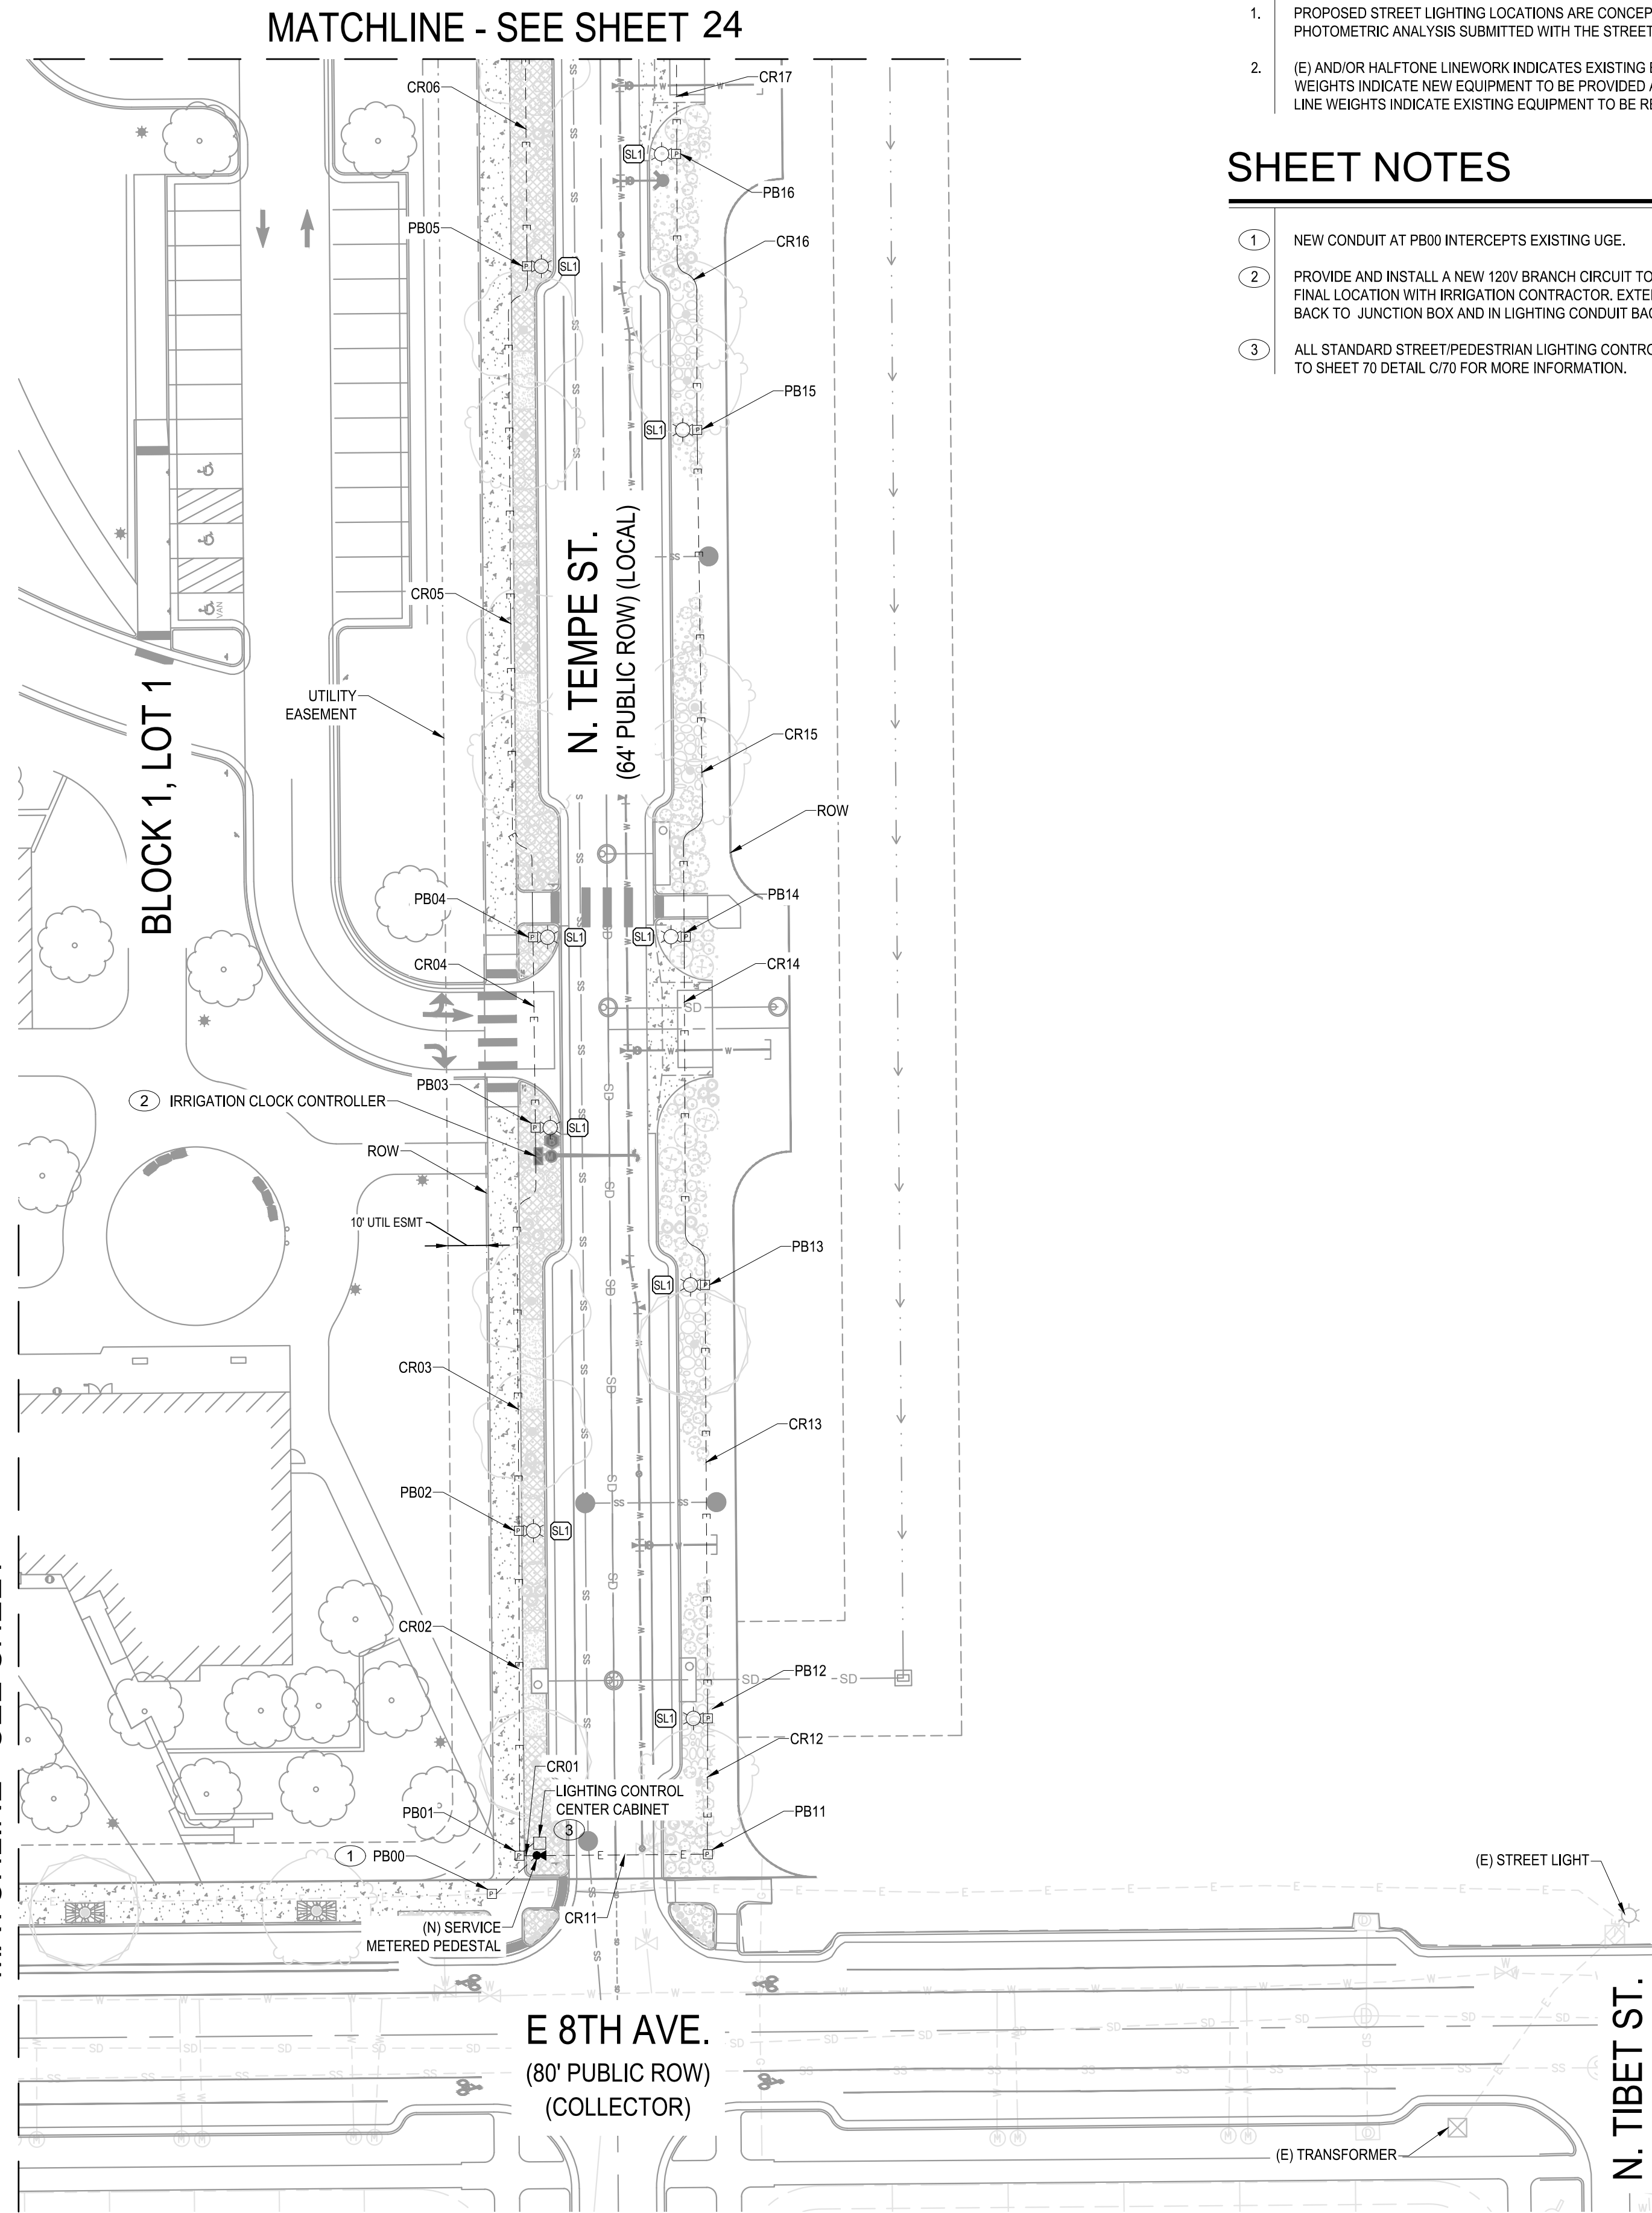 MATCHLINE - SEE SHEET 24
1. PROPOSED STREET LIGHTING LOCATIONS ARE CONCEP
PHOTOMETRIC ANALYSIS SUBMITTED WITH THE STREET
2. (E) AND/OR HALFTONE LINEWORK INDICATES EXISTING
WEIGHTS INDICATE NEW EQUIPMENT TO BE PROVIDED
LINE WEIGHTS INDICATE EXISTING EQUIPMENT TO BE R
SHEET NOTES
1 NEW CONDUIT AT PB00 INTERCEPTS EXISTING UGE.
2 PROVIDE AND INSTALL A NEW 120V BRANCH CIRCUIT TO
FINAL LOCATION WITH IRRIGATION CONTRACTOR. EXTE
BACK TO JUNCTION BOX AND IN LIGHTING CONDUIT BA
3 ALL STANDARD STREET/PEDESTRIAN LIGHTING CONTR
TO SHEET 70 DETAIL C/70 FOR MORE INFORMATION.
CR06
CR17
SL1
PB16
PB05
CR16
SL1
PB15
SL1
N. TEMPE ST.
(64' PUBLIC ROW) (LOCAL)
CR05
VAN
UTILITY
EASEMENT
BLOCK 1, LOT 1
CR15
ROW
PB04
PB14
SL1
SL1
CR04
CR14
SD
PB03
2 IRRIGATION CLOCK CONTROLLER
SL1
ROW
10' UTIL ESMT
PB13
SL1
CR03
CR13
PB02
SL1
CR02
PB12
SL1
SD
SD
CR12
CR01
LIGHTING CONTROL
CENTER CABINET
3
PB01
PB11
1 PB00
(N) SERVICE
METERED PEDESTAL
CR11
(E) STREET LIGHT
E 8TH AVE.
(80' PUBLIC ROW)
(COLLECTOR)
(E) TRANSFORMER
N. TIBET ST.